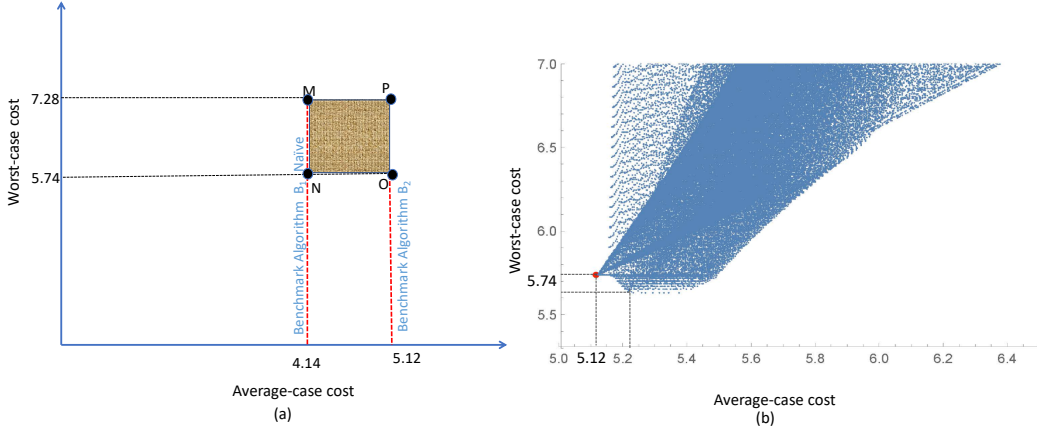 Worst-case cost
7.28
5.74
M
P
N
O
Benchmark Algorithm B1 Naïve
Benchmark Algorithm B2
4.14
5.12
Average-case cost
(a)
Worst-case cost
7.0
6.5
6.0
5.74
5.5
5.0
5.12
5.2
5.4
5.6
5.8
6.0
6.2
6.4
Average-case cost
(b)